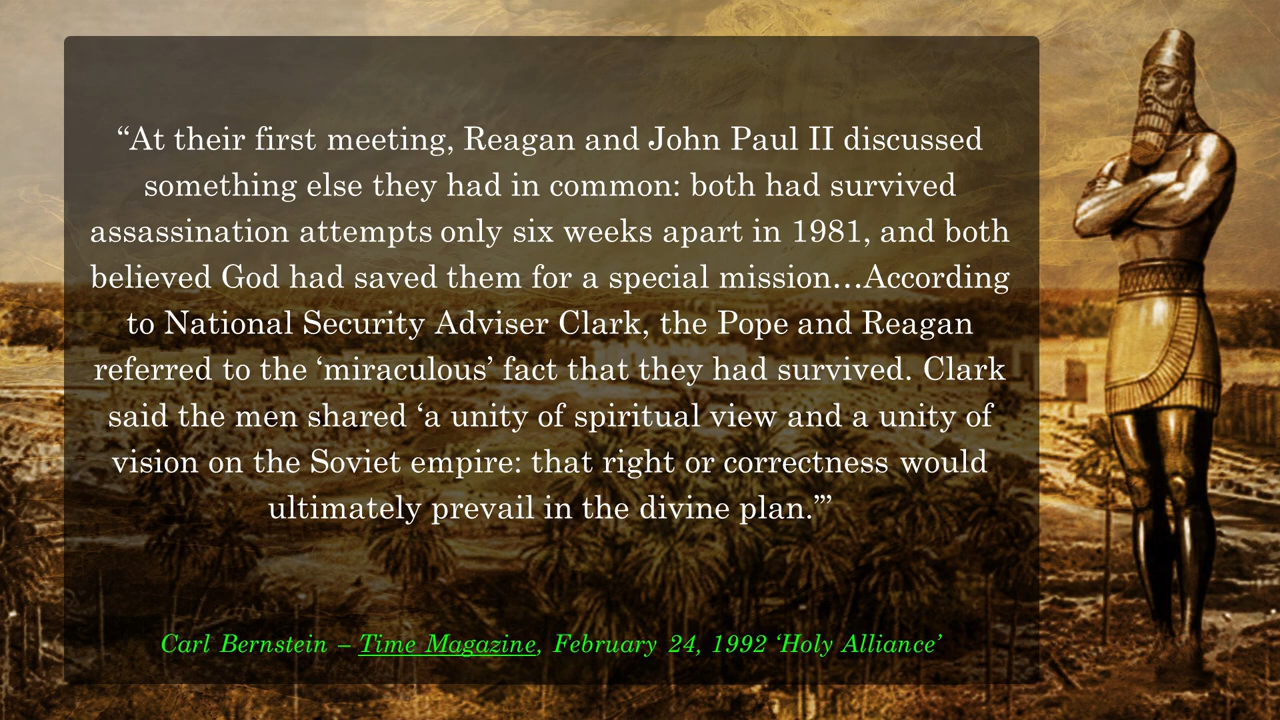 “At their first meeting, Reagan and John Paul II discussed
something else they had in common: both had survived
assassination attempts only six weeks apart in 1981, and both
believed God had saved them for a special mission…According
to National Security Adviser Clark, the Pope and Reagan
referred to the ‘miraculous’ fact that they had survived. Clark
said the men shared ‘a unity of spiritual view and a unity of
vision on the Soviet empire: that right or correctness would
ultimately prevail in the divine plan.’”
Carl Bernstein – Time Magazine, February 24, 1992 ‘Holy Alliance’